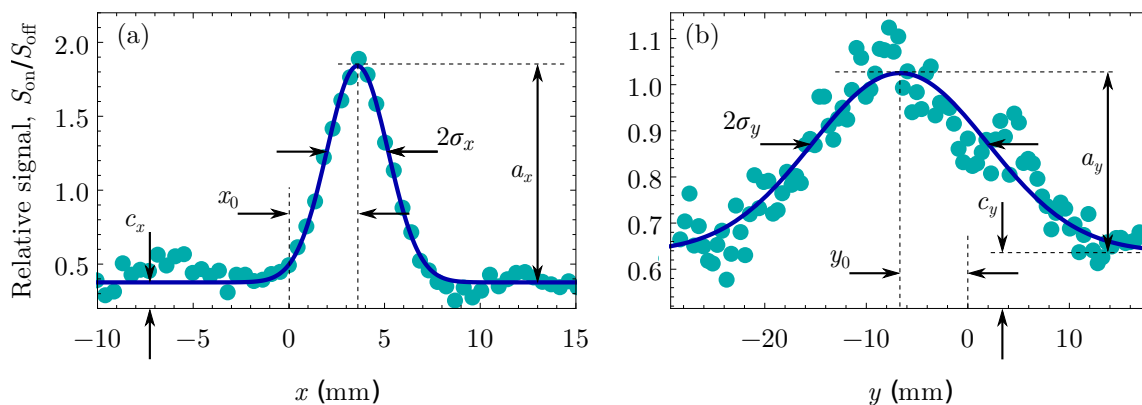 Relative signal, S_on/S_off
(a)
2.0
1.5
1.0
0.5
−10
−5
0
5
10
15
x (mm)
c_x
x_0
2σ_x
a_x
(b)
1.1
1.0
0.9
0.8
0.7
0.6
−20
−10
0
10
y (mm)
2σ_y
y_0
c_y
a_y